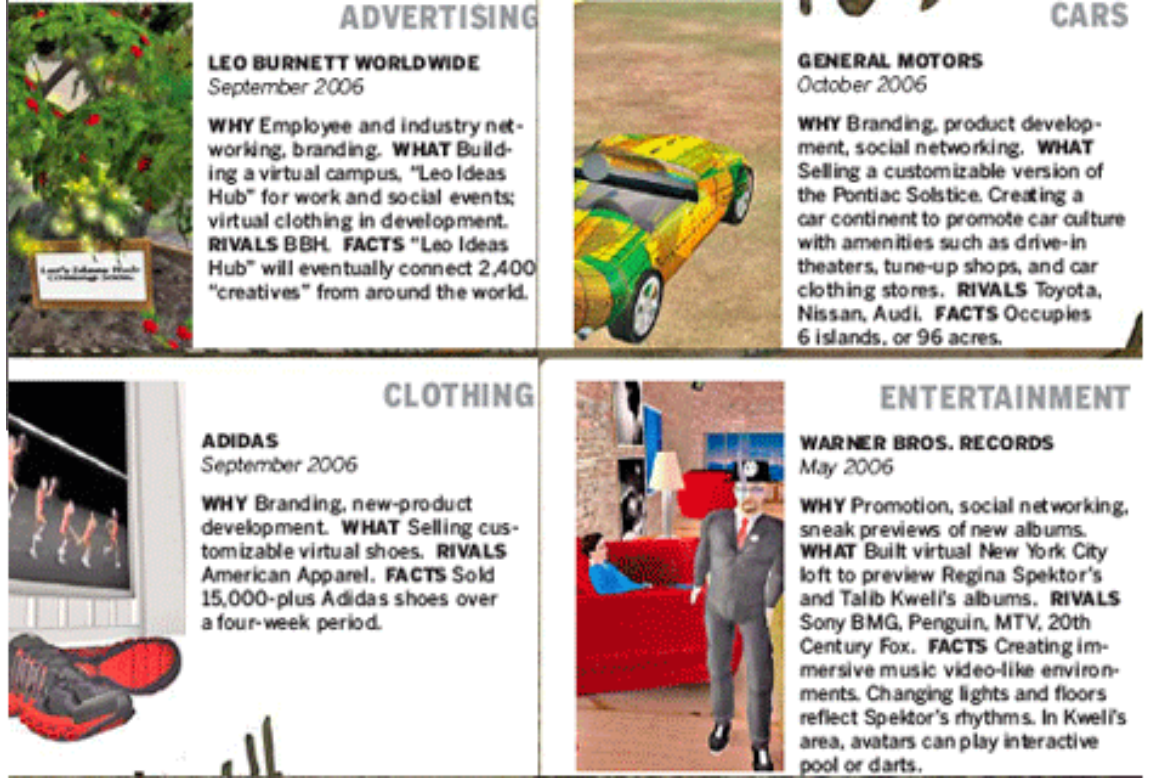 ADVERTISING
LEO BURNETT WORLDWIDE
September 2006
WHY Employee and industry net-
working, branding. WHAT Build-
ing a virtual campus, “Leo Ideas
Hub” for work and social events;
virtual clothing in development.
RIVALS BBH. FACTS “Leo Ideas
Hub” will eventually connect 2,400
“creatives” from around the world.
CARS
GENERAL MOTORS
October 2006
WHY Branding, product develop-
ment, social networking. WHAT
Selling a customizable version of
the Pontiac Solstice. Creating a
car continent to promote car culture
with amenities such as drive-in
theaters, tune-up shops, and car
clothing stores. RIVALS Toyota,
Nissan, Audi. FACTS Occupies
6 islands, or 96 acres.
CLOTHING
ADIDAS
September 2006
WHY Branding, new-product
development. WHAT Selling cus-
tomizable virtual shoes. RIVALS
American Apparel. FACTS Sold
15,000-plus Adidas shoes over
a four-week period.
ENTERTAINMENT
WARNER BROS. RECORDS
May 2006
WHY Promotion, social networking,
sneak previews of new albums.
WHAT Built virtual New York City
loft to preview Regina Spektor’s
and Talib Kweli’s albums. RIVALS
Sony BMG, Penguin, MTV, 20th
Century Fox. FACTS Creating im-
mersive music video-like environ-
ments. Changing lights and floors
reflect Spektor’s rhythms. In Kweli’s
area, avatars can play interactive
pool or darts.